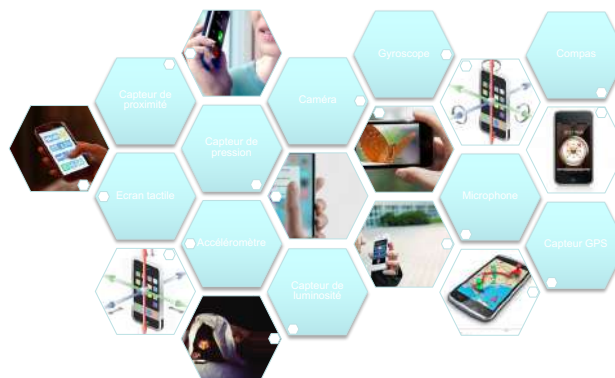 Gyroscope
Compas
Capteur de
proximité
Caméra
Capteur de
pression
Ecran tactile
Microphone
Accéléromètre
Capteur GPS
Capteur de
luminosité